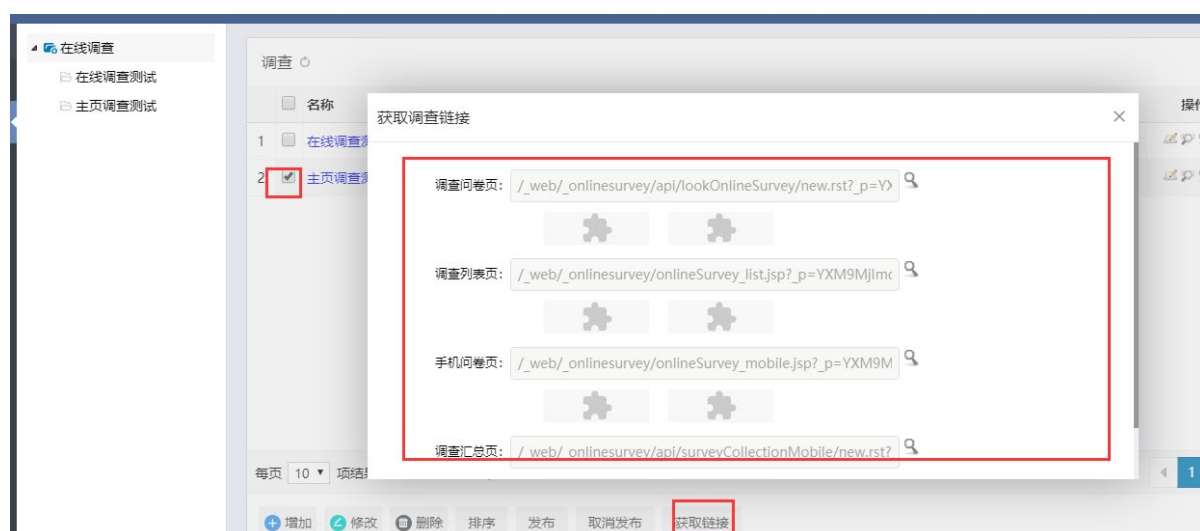 在线调查
在线调查测试
主页调查测试
调查
名称
操作
1 在线调查测
2 主页调查测
获取调查链接
调查问卷页: /_web/_onlinesurvey/api/lookOnlineSurvey/new.rst?_p=YX
调查列表页: /_web/_onlinesurvey/onlineSurvey_list.jsp?_p=YXM9MjImc
手机问卷页: /_web/_onlinesurvey/onlineSurvey_mobile.jsp?_p=YXM9M
调查汇总页: /_web/_onlinesurvey/api/surveyCollectionMobile/new.rst?
每页 10 项结果
1
增加 修改 删除 排序 发布 取消发布 获取链接